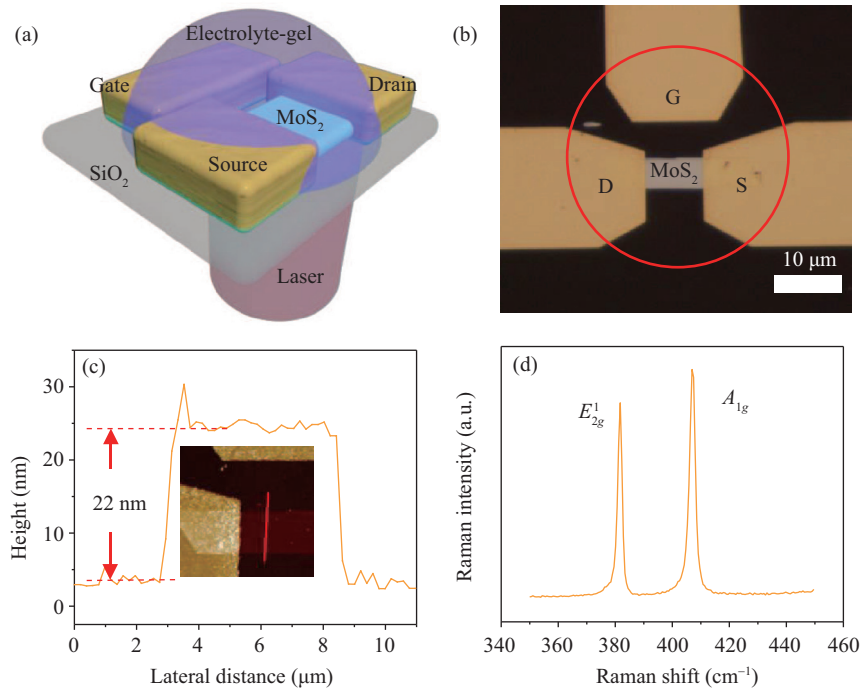 (a)
Electrolyte-gel
Gate
Drain
MoS₂
Source
SiO₂
Laser
(b)
G
D
MoS₂
S
10 μm
(c)
30
20
10
0
Height (nm)
22 nm
0 2 4 6 8 10
Lateral distance (μm)
(d)
E¹₂g
A₁g
Raman intensity (a.u.)
340 360 380 400 420 440 460
Raman shift (cm⁻¹)